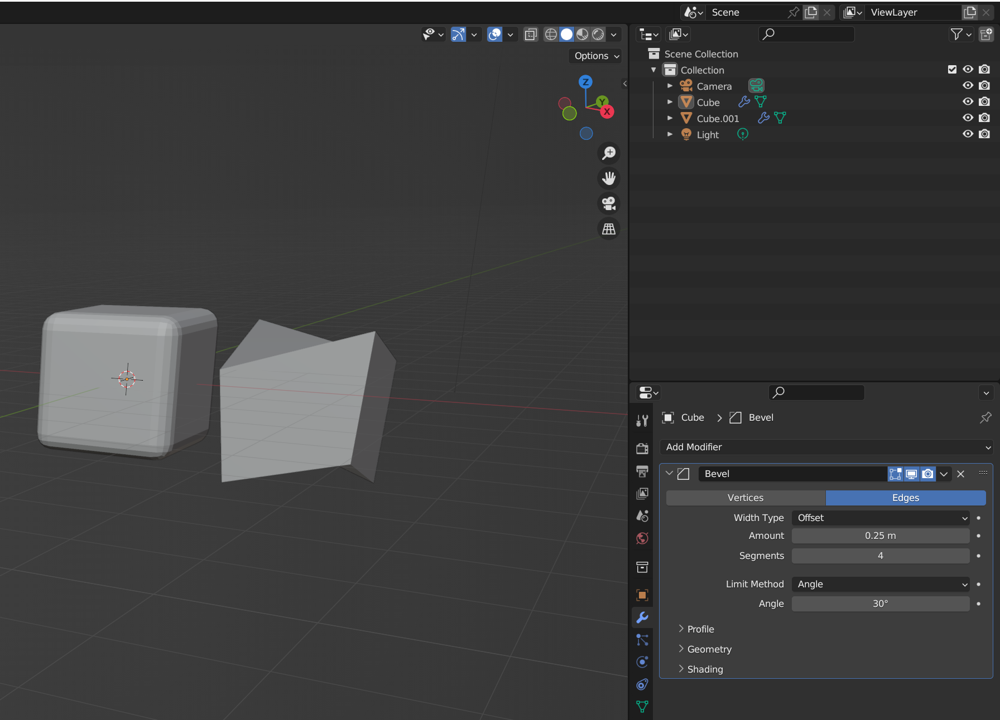 Scene
ViewLayer
Options
Z
Y
X
Scene Collection
Collection
Camera
Cube
Cube.001
Light
Cube > Bevel
Add Modifier
Bevel
Vertices Edges
Width Type Offset
Amount 0.25 m
Segments 4
Limit Method Angle
Angle 30°
Profile
Geometry
Shading